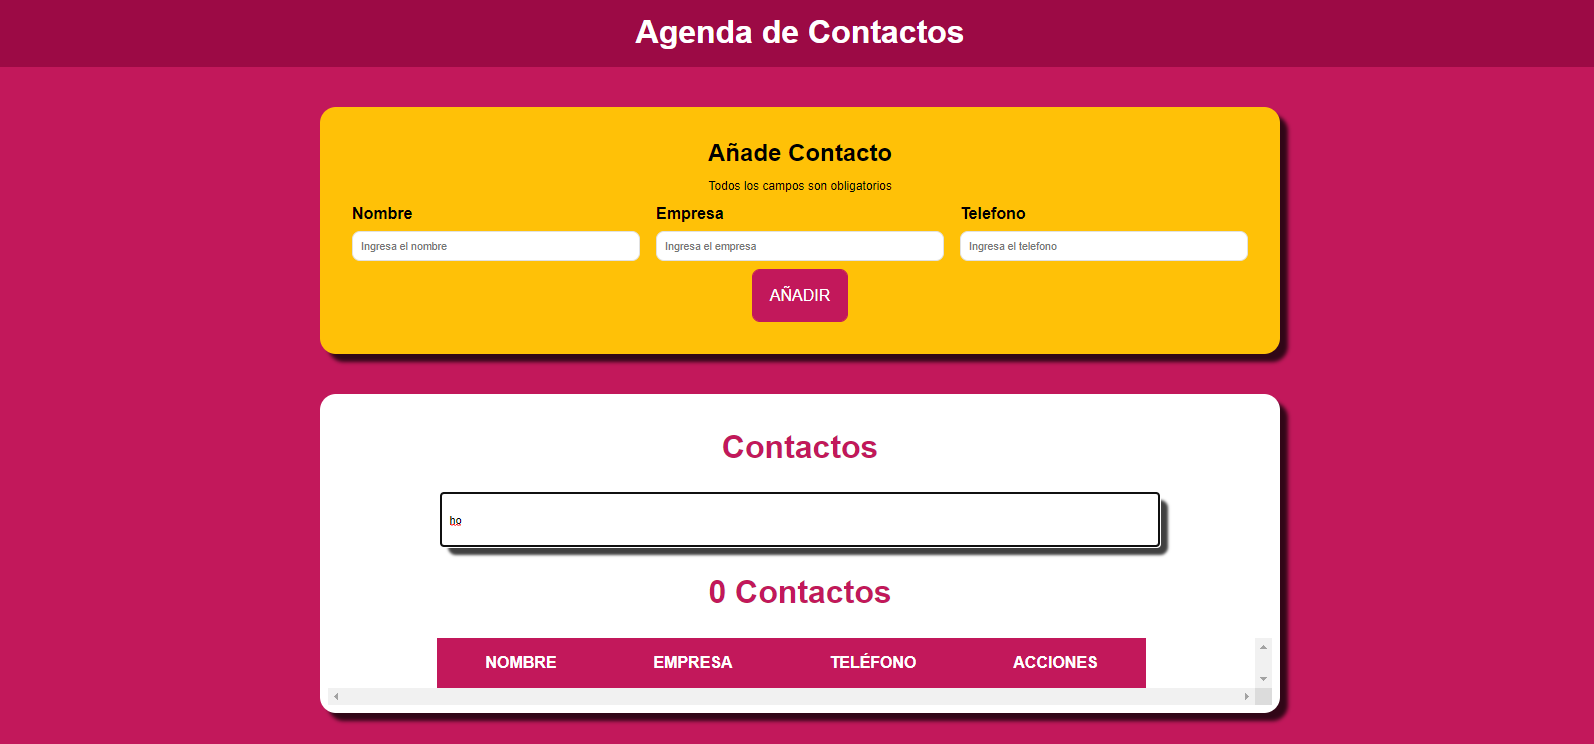 Agenda de Contactos
Añade Contacto
Todos los campos son obligatorios
Nombre Empresa Telefono
Ingresa el nombre Ingresa el empresa Ingresa el telefono
AÑADIR
Contactos
ho
0 Contactos
NOMBRE EMPRESA TELÉFONO ACCIONES